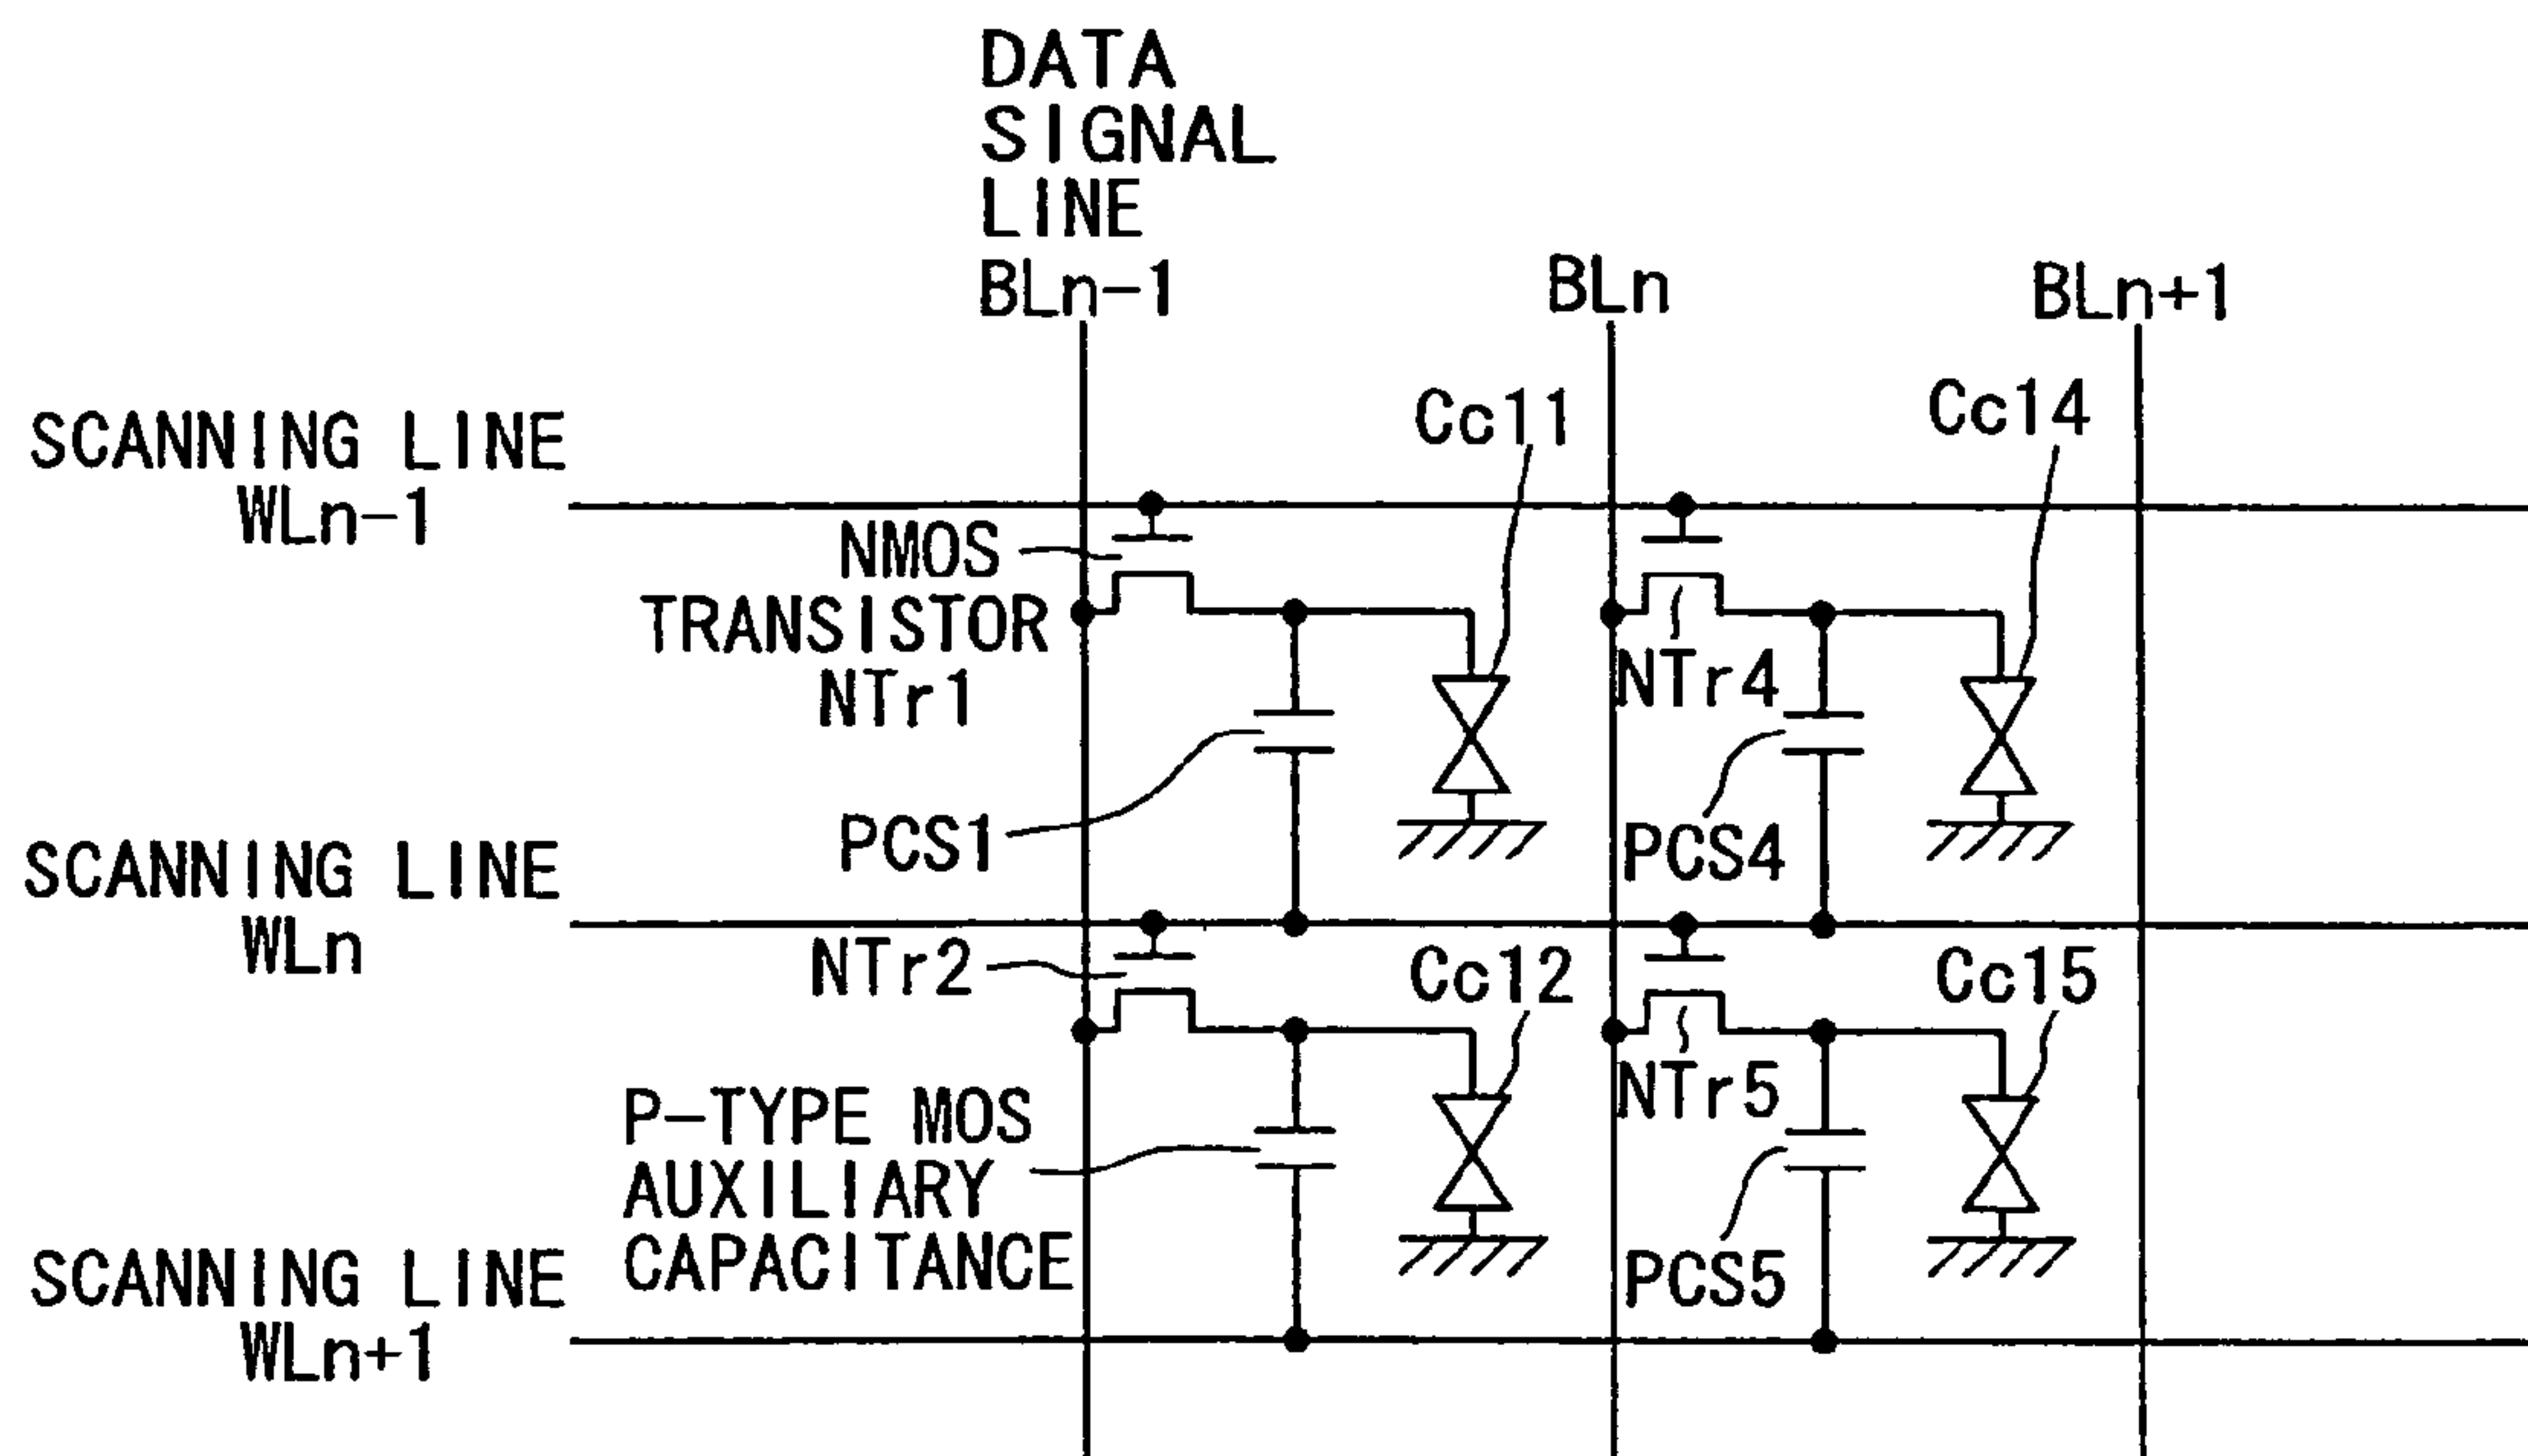 DATA
SIGNAL
LINE
BLn-1
BLn
BLn+1
Cc11
Cc14
SCANNING LINE
WLn-1
NMOS
TRANSISTOR
NTr1
NTr4
PCS1
PCS4
SCANNING LINE
WLn
NTr2
Cc12
Cc15
NTr5
P-TYPE MOS
AUXILIARY
CAPACITANCE
PCS5
SCANNING LINE
WLn+1